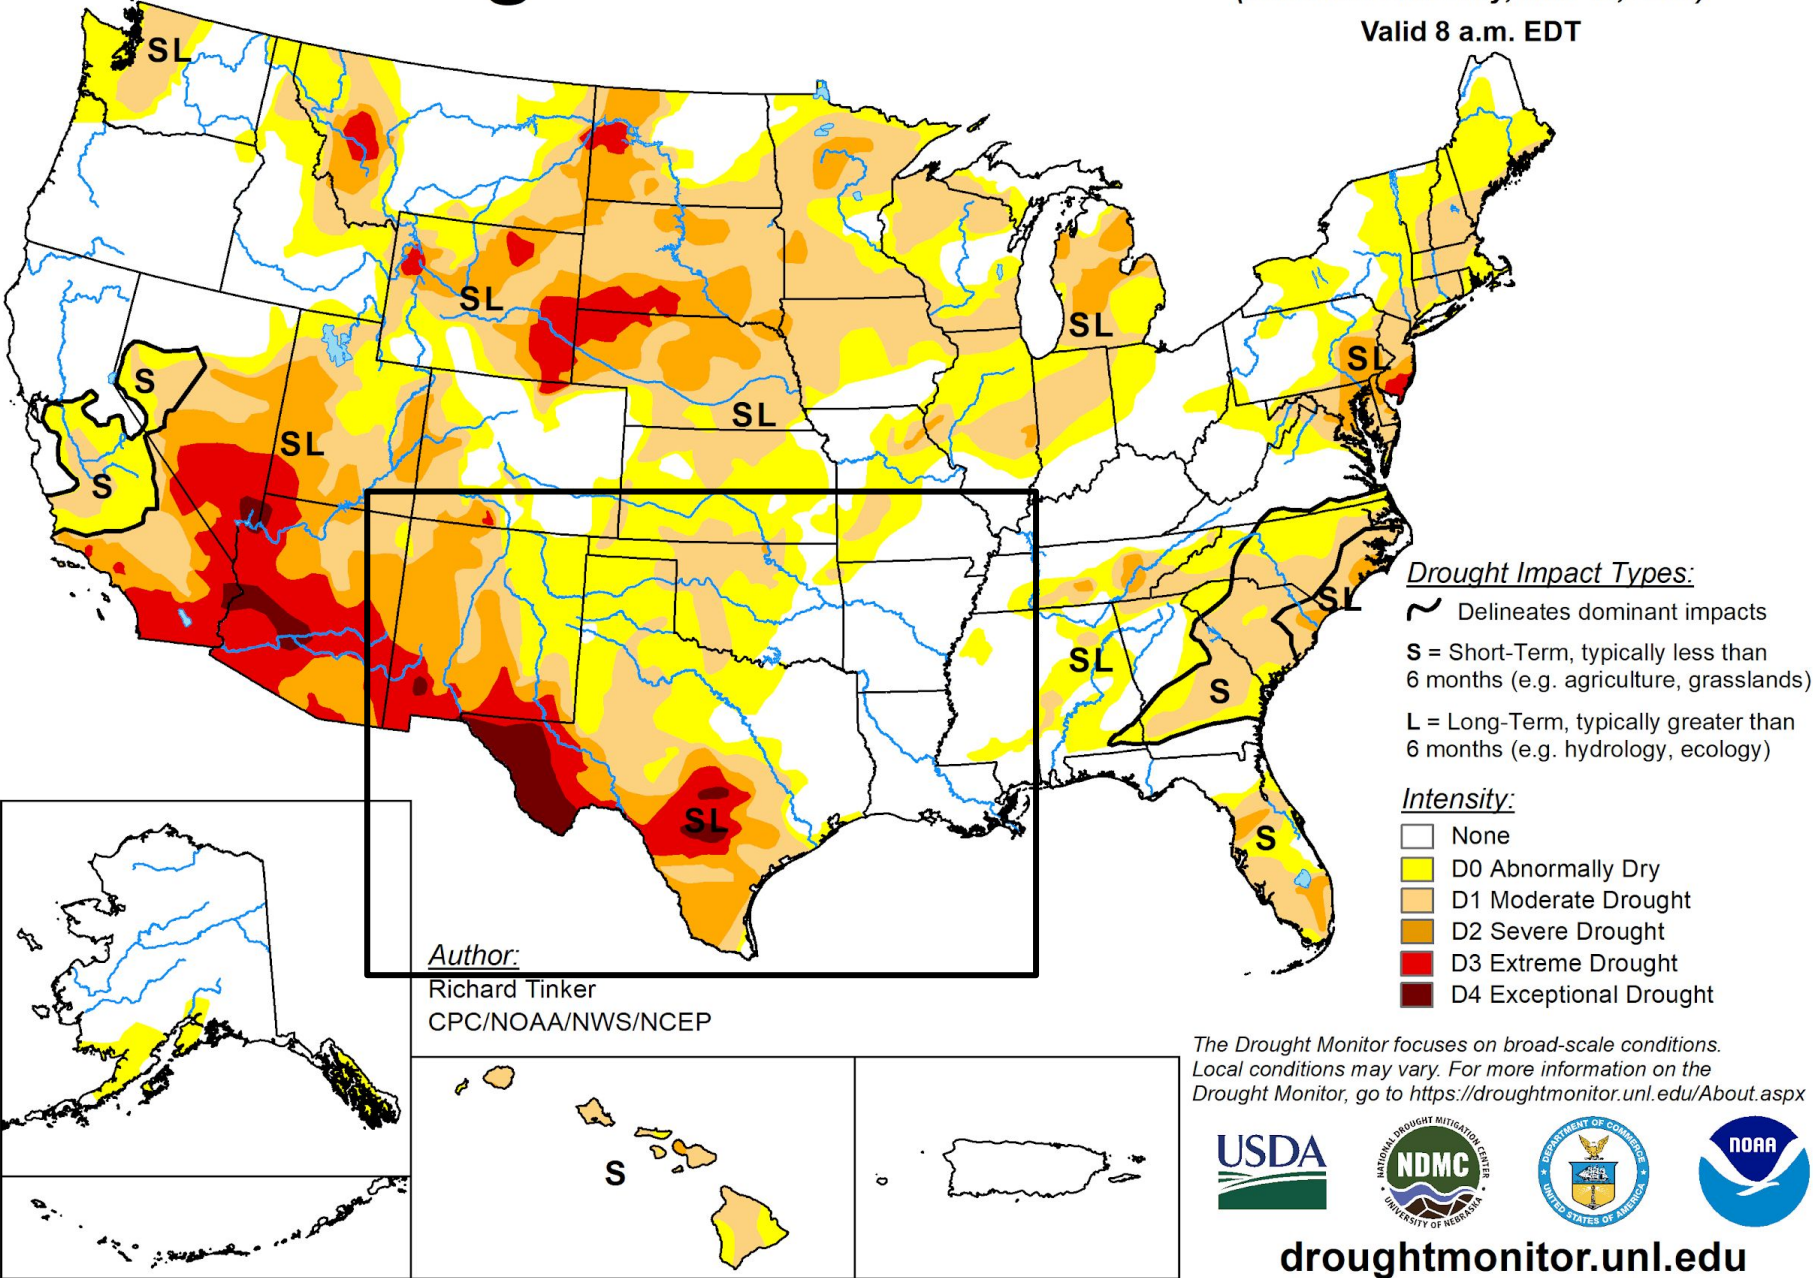 Valid 8 a.m. EDT
SL
SL
S
SL
SL
SL
SL
SL
S
SL
SL
S
SL
S
Drought Impact Types:
Delineates dominant impacts
S = Short-Term, typically less than
6 months (e.g. agriculture, grasslands)
L = Long-Term, typically greater than
6 months (e.g. hydrology, ecology)
Intensity:
None
D0 Abnormally Dry
D1 Moderate Drought
D2 Severe Drought
D3 Extreme Drought
D4 Exceptional Drought
Author:
Richard Tinker
CPC/NOAA/NWS/NCEP
S
The Drought Monitor focuses on broad-scale conditions.
Local conditions may vary. For more information on the
Drought Monitor, go to https://droughtmonitor.unl.edu/About.aspx
USDA
NATIONAL DROUGHT MITIGATION CENTER
NDMC
UNIVERSITY OF NEBRASKA
DEPARTMENT OF COMMERCE
UNITED STATES OF AMERICA
NOAA
droughtmonitor.unl.edu